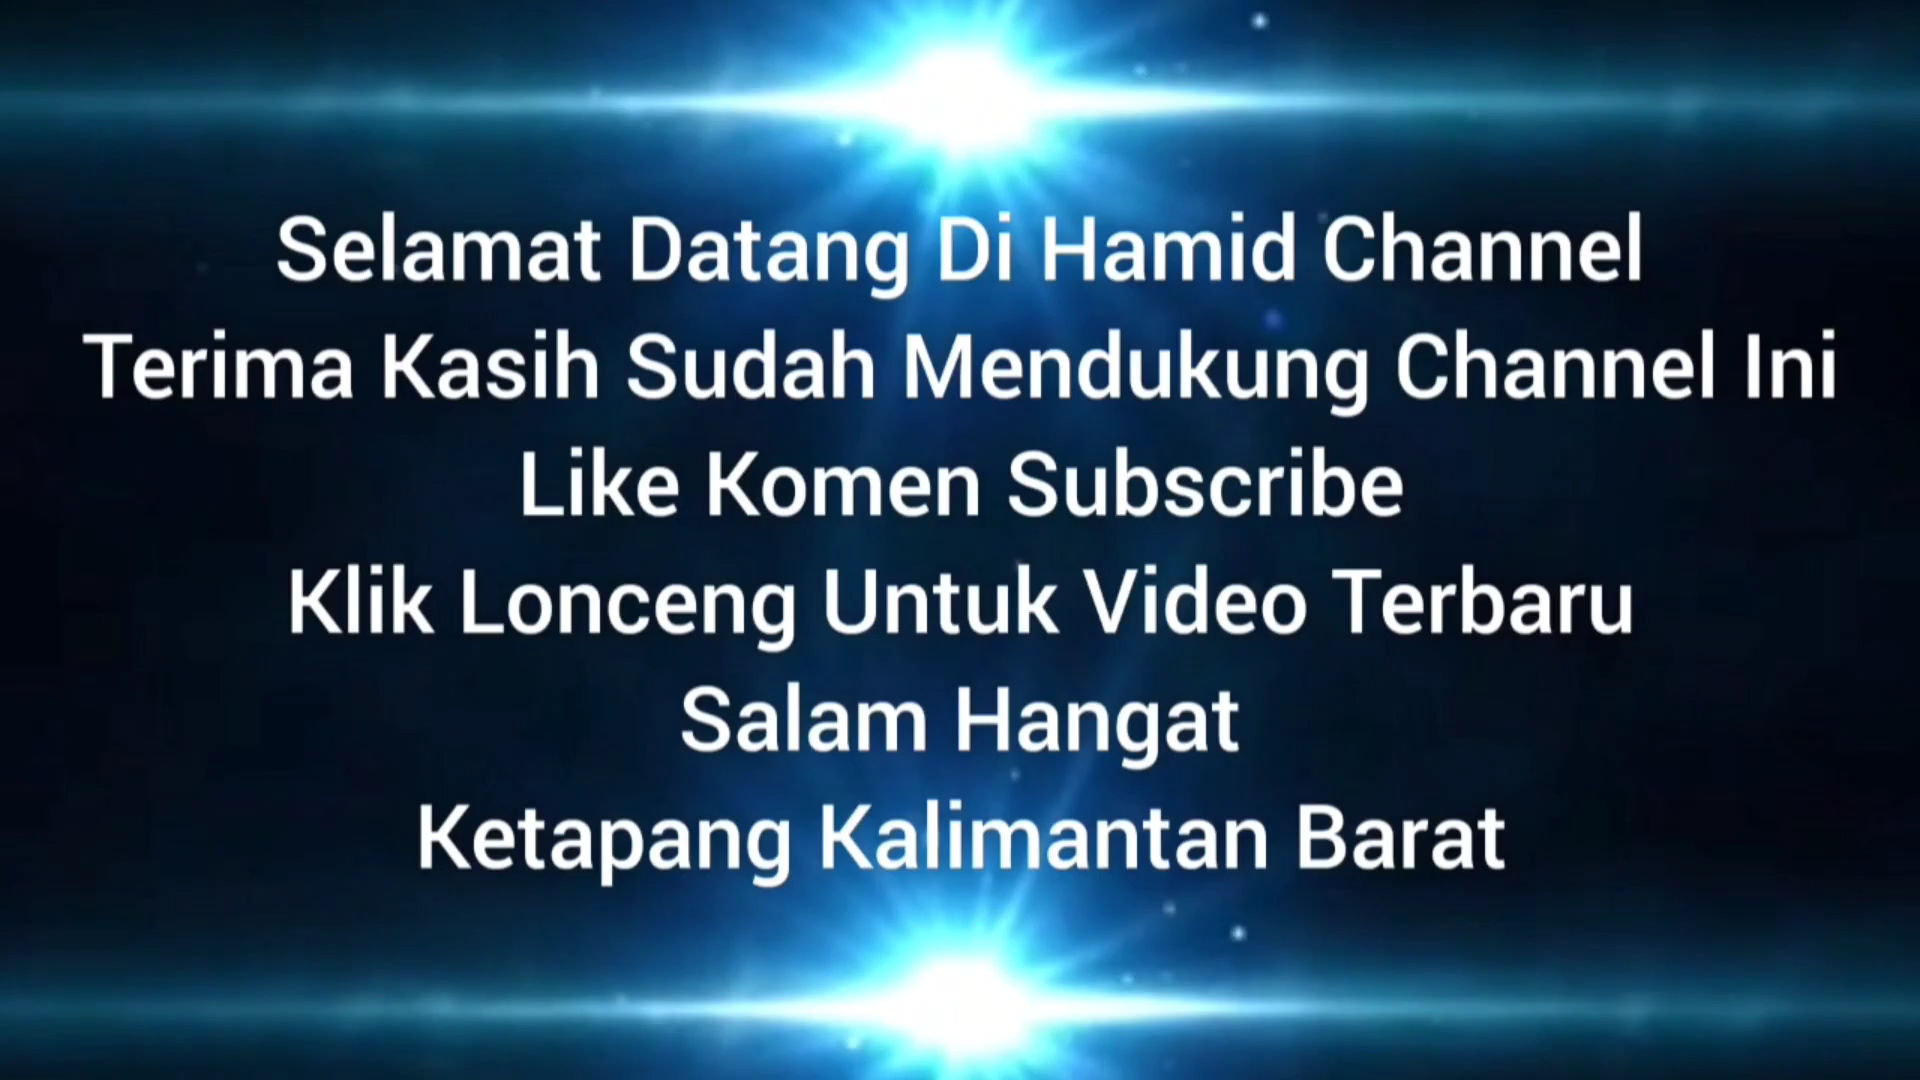 Selamat Datang Di Hamid Channel
Terima Kasih Sudah Mendukung Channel Ini
Like Komen Subscribe
Klik Lonceng Untuk Video Terbaru
Salam Hangat
Ketapang Kalimantan Barat